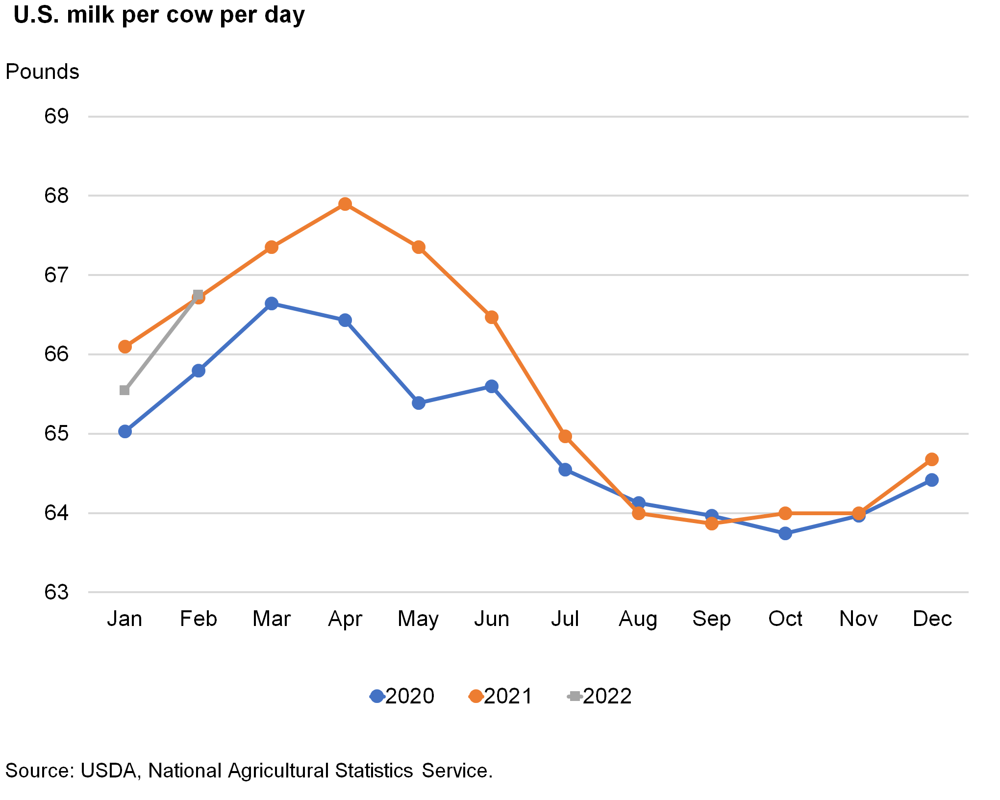 U.S. milk per cow per day
Pounds
69
68
67
66
65
64
63
Jan Feb Mar Apr May Jun Jul Aug Sep Oct Nov Dec
2020 2021 2022
Source: USDA, National Agricultural Statistics Service.